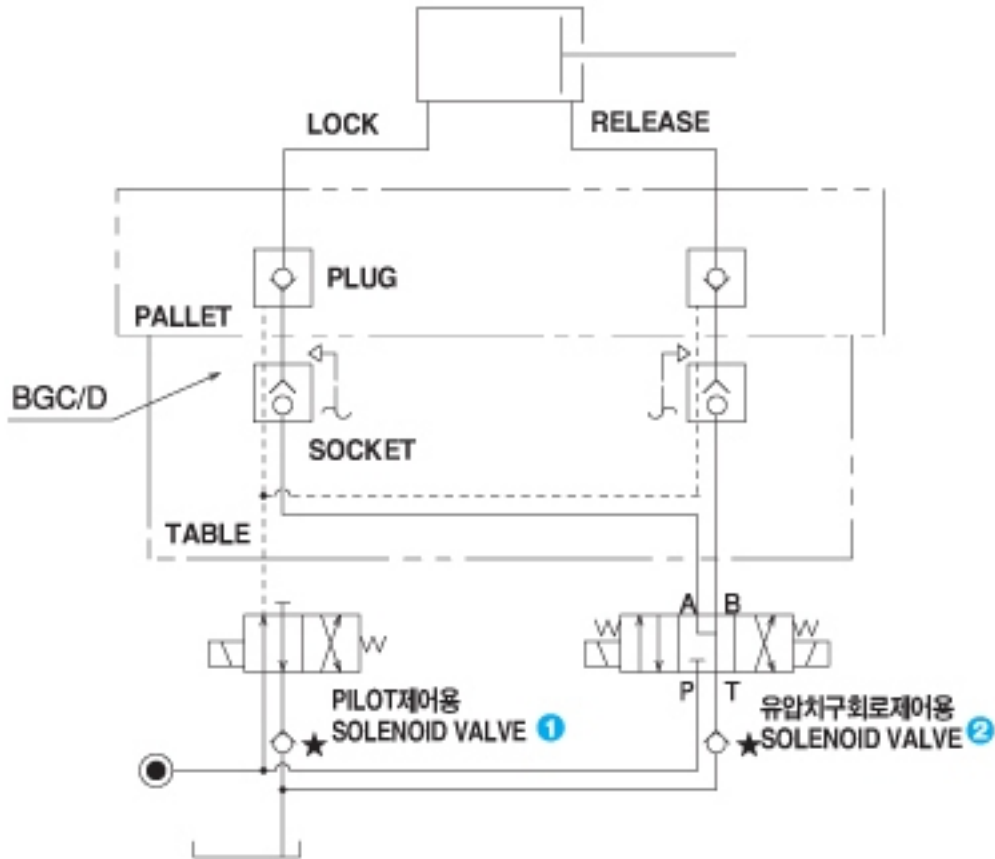 LOCK
RELEASE
PLUG
PALLET
BGC/D
SOCKET
TABLE
A B
P T
PILOT제어용
SOLENOID VALVE 1
유압치구회로제어용
SOLENOID VALVE 2